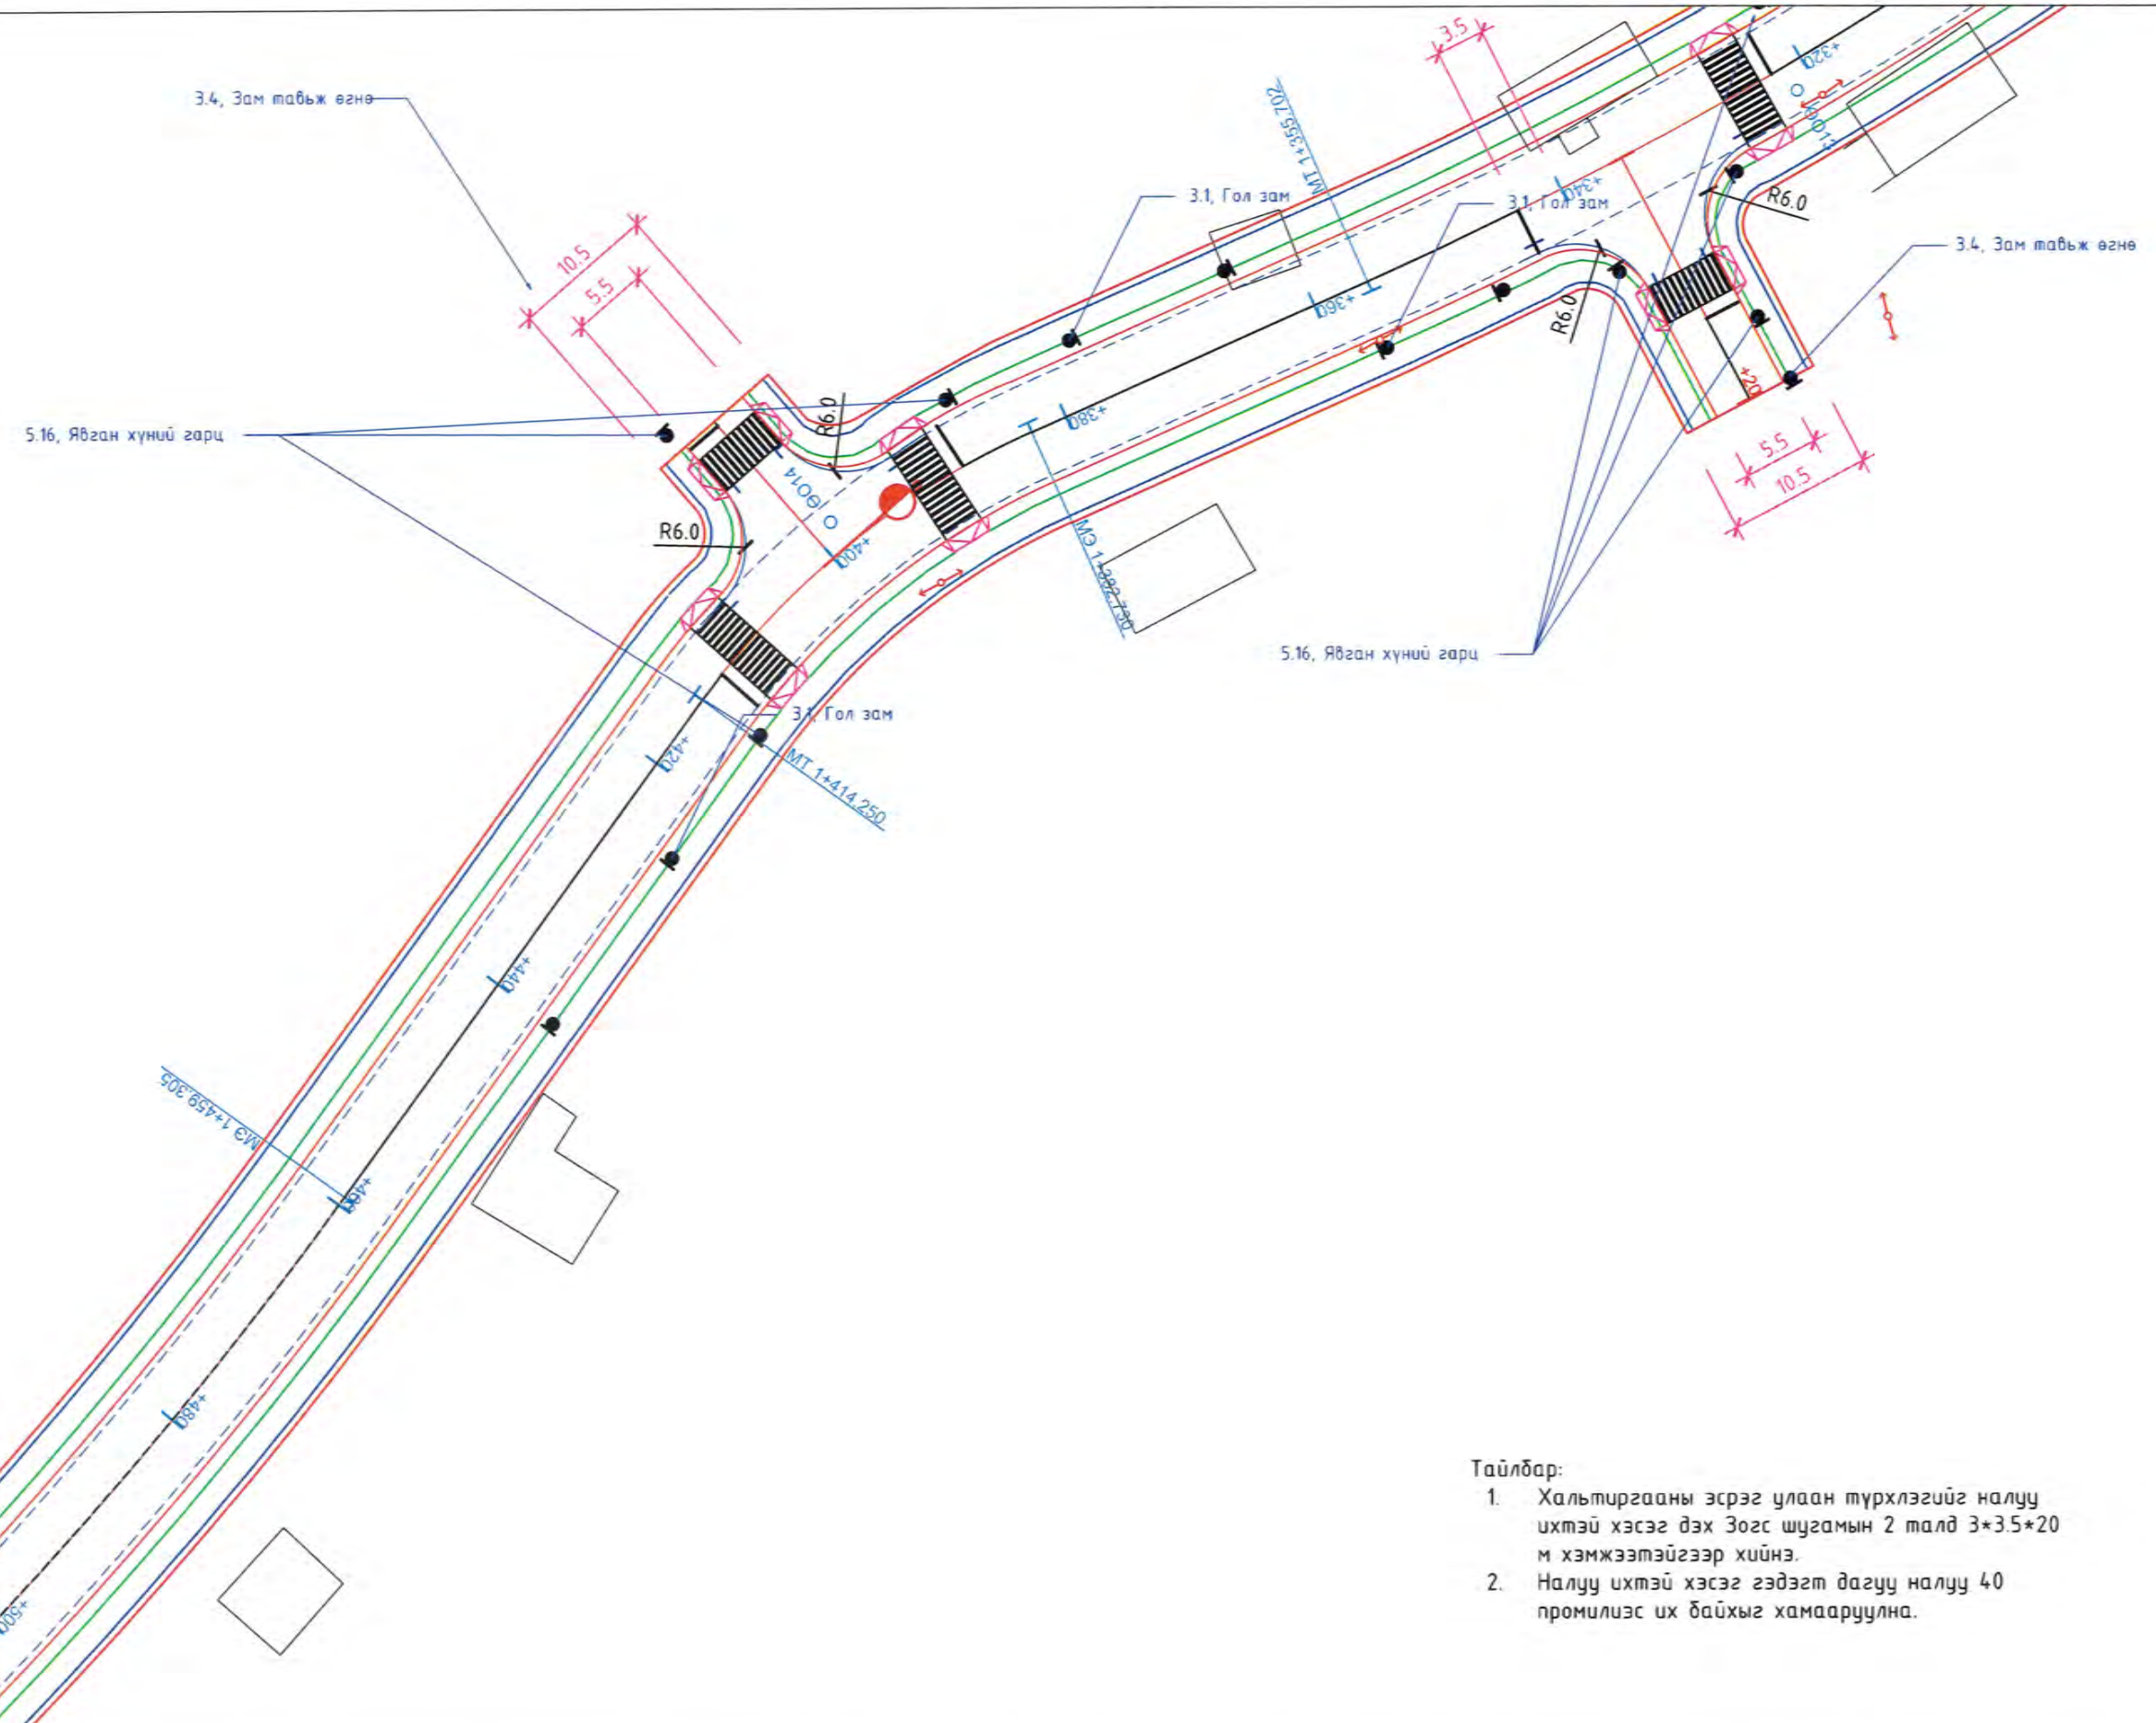 3.4, Зам тавьж өгнө
10.5
5.5
5.16, Явган хүний гарц
R6.0
R6.0
3.1, Гол зам
МТ 1+355.702
3.5
3.1, Гол зам
+320
+340
+360
+380
+400
R6.0
R6.0
3.4, Зам тавьж өгнө
+20
5.5
10.5
5.16, Явган хүний гарц
3.1, Гол зам
МТ 1+414.250
+420
+440
МЭ 1+459.305
+460
+480
+500
Тайлбар:
1. Хальтиргааны эсрэг улаан түрхлэгийг налуу
ихтэй хэсэг дэх Зогс шугамын 2 талд 3*3.5*20
м хэмжээтэйгээр хийнэ.
2. Налуу ихтэй хэсэг гэдэгт дагуу налуу 40
промилиэс их байхыг хамааруулна.